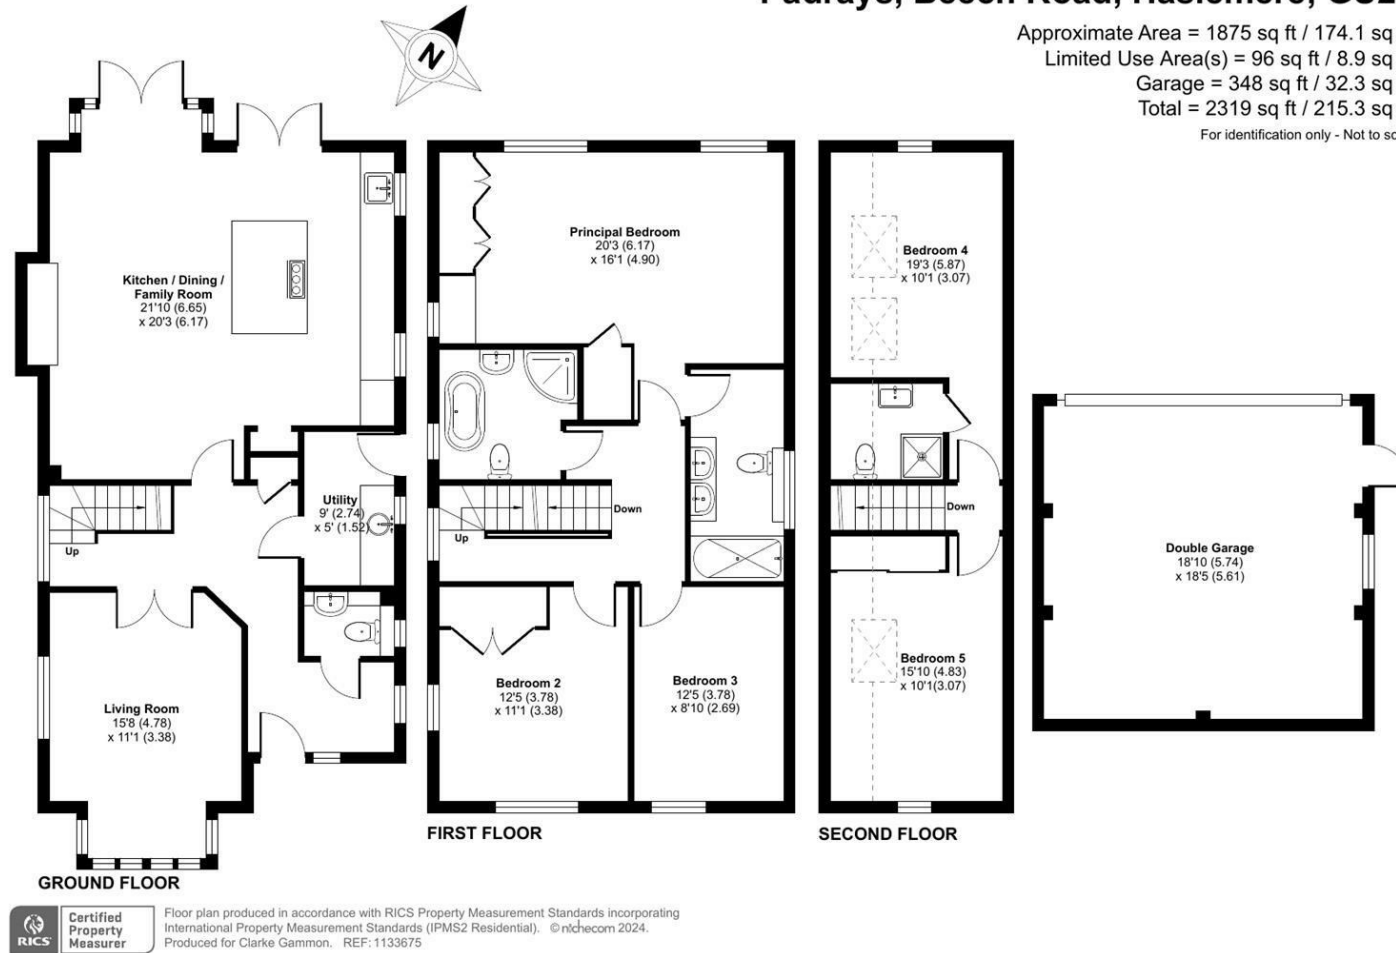 Approximate Area = 1875 sq ft / 174.1 sq
Limited Use Area(s) = 96 sq ft / 8.9 sq
Garage = 348 sq ft / 32.3 sq
Total = 2319 sq ft / 215.3 sq
For identification only - Not to sc
N
Kitchen / Dining /
Family Room
21'10 (6.65)
x 20'3 (6.17)
Utility
9' (2.74)
x 5' (1.52)
Up
Living Room
15'8 (4.78)
x 11'1 (3.38)
GROUND FLOOR
Principal Bedroom
20'3 (6.17)
x 16'1 (4.90)
Down
Up
Bedroom 2
12'5 (3.78)
x 11'1 (3.38)
Bedroom 3
12'5 (3.78)
x 8'10 (2.69)
FIRST FLOOR
Bedroom 4
19'3 (5.87)
x 10'1 (3.07)
Down
Bedroom 5
15'10 (4.83)
x 10'1(3.07)
SECOND FLOOR
Double Garage
18'10 (5.74)
x 18'5 (5.61)
RICS
Certified
Property
Measurer
Floor plan produced in accordance with RICS Property Measurement Standards incorporating
International Property Measurement Standards (IPMS2 Residential). © nichecom 2024.
Produced for Clarke Gammon. REF: 1133675